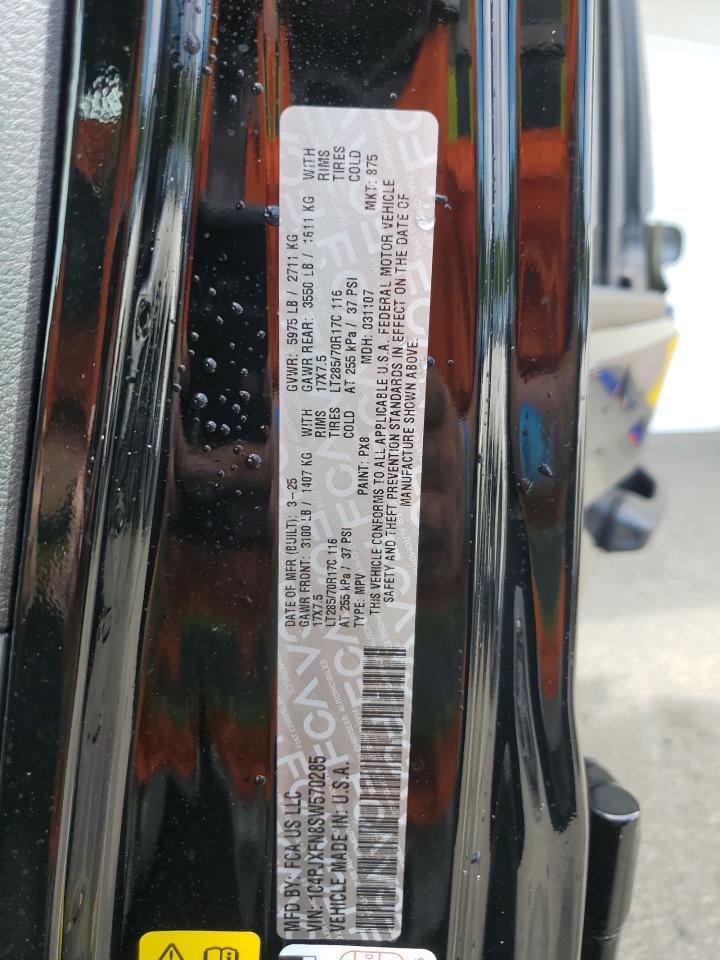 MFD BY FCA US LLC
DATE OF MFR (BUILT): 3-25
GVWR: 5975 LB / 2711 KG
GAWR FRONT: 3100 LB / 1407 KG WITH
GAWR REAR: 3550 LB / 1611 KG WITH
17X7.5 RIMS
17X7.5 RIMS
LT285/70R17C 116 TIRES
LT285/70R17C 116 TIRES
AT 255 kPa / 37 PSI COLD
AT 255 kPa / 37 PSI COLD
VIN: 1C4PJXFN8SW570285
TYPE: MPV PAINT: PX8 MDH: 031107 MKT: 875
VEHICLE MADE IN: U.S.A.
THIS VEHICLE CONFORMS TO ALL APPLICABLE U.S.A. FEDERAL MOTOR VEHICLE
SAFETY AND THEFT PREVENTION STANDARDS IN EFFECT ON THE DATE OF
MANUFACTURE SHOWN ABOVE.